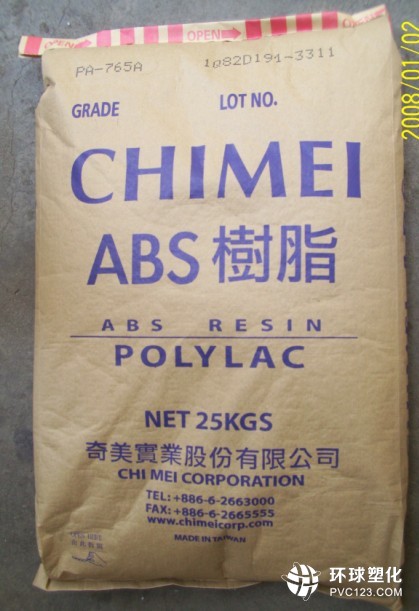 OPEN OPEN
PA-765A 1Q82D191-3311
GRADE LOT NO.
CHIMEI
ABS 樹脂
ABS RESIN
POLYLAC
NET 25KGS
奇美實業股份有限公司
CHI MEI CORPORATION
TEL: +886-6-2663000
FAX: +886-6-2665555
www.chimeicorp.com
MADE IN TAIWAN
2008/01/02
环球塑化
PVC123.com